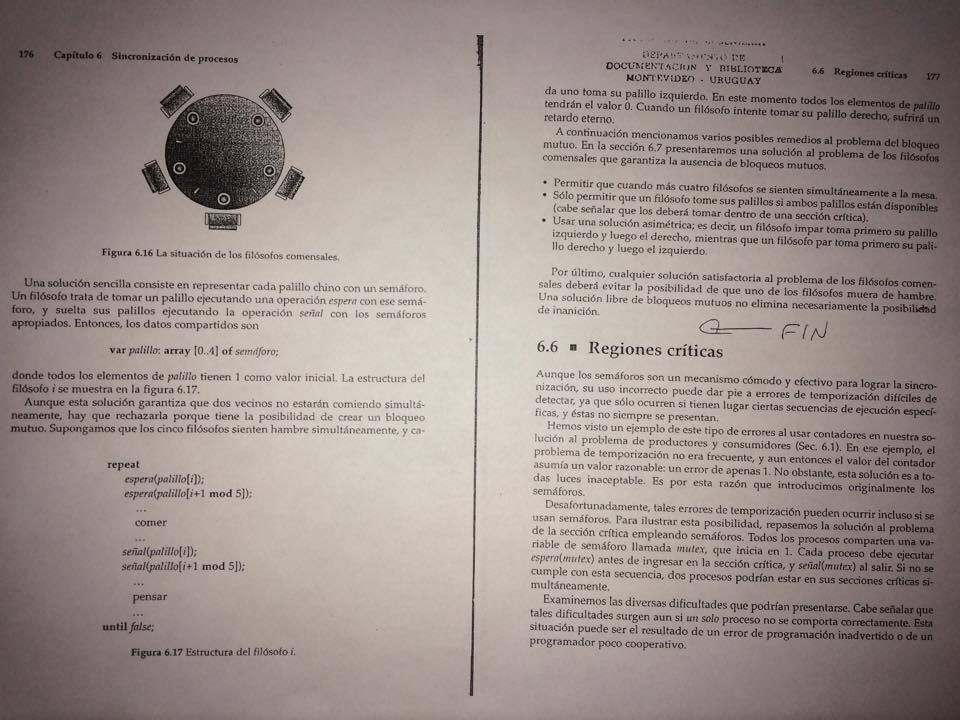 176 Capítulo 6 Sincronización de procesos
Figura 6.16 La situación de los filósofos comensales.
Una solución sencilla consiste en representar cada palillo chino con un semáforo.
Un filósofo trata de tomar un palillo ejecutando una operación espera con ese semá-
foro, y suelta sus palillos ejecutando la operación señal con los semáforos
apropiados. Entonces, los datos compartidos son
var palillo: array [0..4] of semáforo;
donde todos los elementos de palillo tienen 1 como valor inicial. La estructura del
filósofo i se muestra en la figura 6.17.
Aunque esta solución garantiza que dos vecinos no estarán comiendo simultá-
neamente, hay que rechazarla porque tiene la posibilidad de crear un bloqueo
mutuo. Supongamos que los cinco filósofos sienten hambre simultáneamente, y ca-
repeat
espera(palillo[i]);
espera(palillo[i+1 mod 5]);
...
comer
...
señal(palillo[i]);
señal(palillo[i+1 mod 5]);
...
pensar
...
until false;
Figura 6.17 Estructura del filósofo i.
DEPARTAMENTO DE
DOCUMENTACION Y BIBLIOTECA
MONTEVIDEO - URUGUAY
6.6 Regiones críticas 177
da uno toma su palillo izquierdo. En este momento todos los elementos de palillo
tendrán el valor 0. Cuando un filósofo intente tomar su palillo derecho, sufrirá un
retardo eterno.
A continuación mencionamos varios posibles remedios al problema del bloqueo
mutuo. En la sección 6.7 presentaremos una solución al problema de los filósofos
comensales que garantiza la ausencia de bloqueos mutuos.
• Permitir que cuando más cuatro filósofos se sienten simultáneamente a la mesa.
• Sólo permitir que un filósofo tome sus palillos si ambos palillos están disponibles
(cabe señalar que los deberá tomar dentro de una sección crítica).
• Usar una solución asimétrica; es decir, un filósofo impar toma primero su palillo
izquierdo y luego el derecho, mientras que un filósofo par toma primero su pali-
llo derecho y luego el izquierdo.
Por último, cualquier solución satisfactoria al problema de los filósofos comen-
sales deberá evitar la posibilidad de que uno de los filósofos muera de hambre.
Una solución libre de bloqueos mutuos no elimina necesariamente la posibilidad
de inanición.
FIN
6.6 ■ Regiones críticas
Aunque los semáforos son un mecanismo cómodo y efectivo para lograr la sincro-
nización, su uso incorrecto puede dar pie a errores de temporización difíciles de
detectar, ya que sólo ocurren si tienen lugar ciertas secuencias de ejecución especí-
ficas, y éstas no siempre se presentan.
Hemos visto un ejemplo de este tipo de errores al usar contadores en nuestra so-
lución al problema de productores y consumidores (Sec. 6.1). En ese ejemplo, el
problema de temporización no era frecuente, y aun entonces el valor del contador
asumía un valor razonable: un error de apenas 1. No obstante, esta solución es a to-
das luces inaceptable. Es por esta razón que introducimos originalmente los
semáforos.
Desafortunadamente, tales errores de temporización pueden ocurrir incluso si se
usan semáforos. Para ilustrar esta posibilidad, repasemos la solución al problema
de la sección crítica empleando semáforos. Todos los procesos comparten una va-
riable de semáforo llamada mutex, que inicia en 1. Cada proceso debe ejecutar
espera(mutex) antes de ingresar en la sección crítica, y señal(mutex) al salir. Si no se
cumple con esta secuencia, dos procesos podrían estar en sus secciones críticas si-
multáneamente.
Examinemos las diversas dificultades que podrían presentarse. Cabe señalar que
tales dificultades surgen aun si un solo proceso no se comporta correctamente. Esta
situación puede ser el resultado de un error de programación inadvertido o de un
programador poco cooperativo.